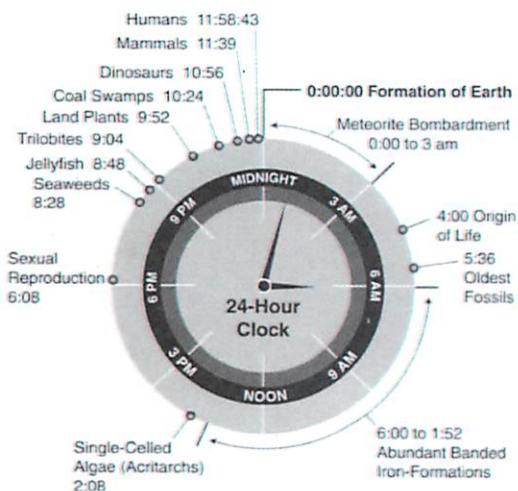 Humans 11:58:43
Mammals 11:39
Dinosaurs 10:56
Coal Swamps 10:24
Land Plants 9:52
Trilobites 9:04
Jellyfish 8:48
Seaweeds
8:28
Sexual
Reproduction
6:08
Single-Celled
Algae (Acritarchs)
2:08
0:00:00 Formation of Earth
Meteorite Bombardment
0:00 to 3 am
4:00 Origin
of Life
5:36
Oldest
Fossils
6:00 to 1:52
Abundant Banded
Iron-Formations
MIDNIGHT
3 AM
6 AM
9 AM
NOON
3 PM
6 PM
9 PM
24-Hour
Clock